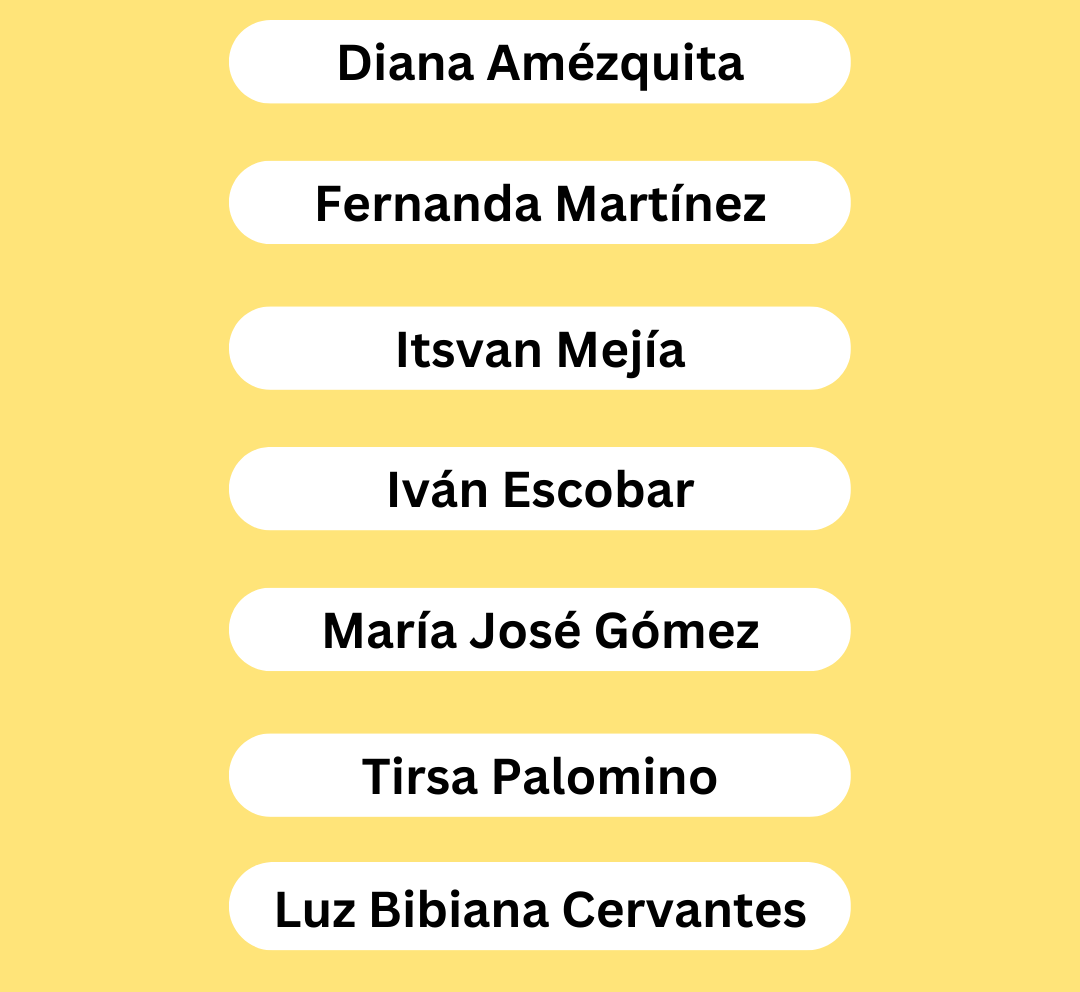 Diana Amézquita
Fernanda Martínez
Itsvan Mejía
Iván Escobar
María José Gómez
Tirsa Palomino
Luz Bibiana Cervantes